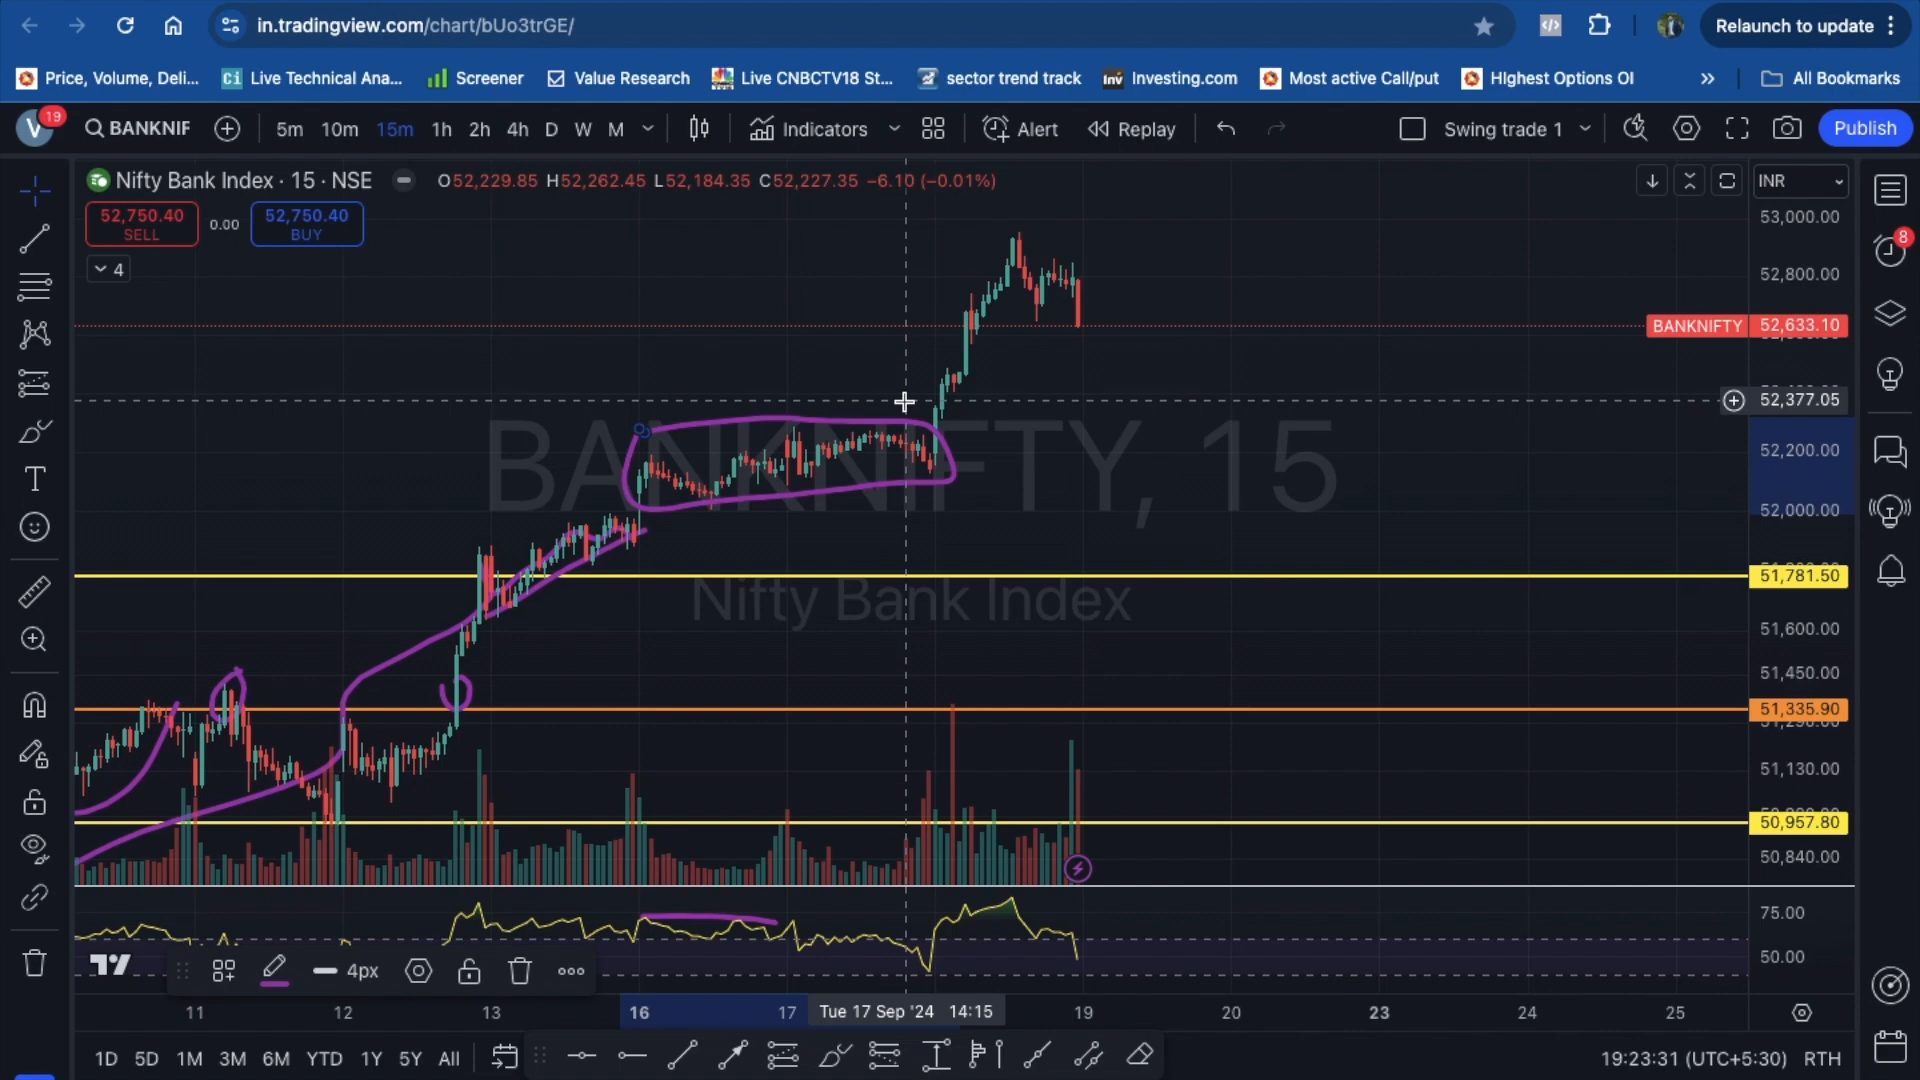 in.tradingview.com/chart/bUo3trGE/
Relaunch to update
Price, Volume, Deli...
Live Technical Ana...
Screener
Value Research
Live CNBCTV18 St...
sector trend track
Investing.com
Most active Call/put
HIghest Options OI
All Bookmarks
V
19
BANKNIF
5m 10m 15m 1h 2h 4h D W M
Indicators
Alert
Replay
Swing trade 1
Publish
Nifty Bank Index · 15 · NSE
O52,229.85 H52,262.45 L52,184.35 C52,227.35 −6.10 (−0.01%)
INR
52,750.40
SELL
0.00
52,750.40
BUY
4
8
53,000.00
52,800.00
BANKNIFTY 52,633.10
52,377.05
52,200.00
52,000.00
51,781.50
51,600.00
51,450.00
51,335.90
51,130.00
50,957.80
50,840.00
75.00
50.00
BANKNIFTY, 15
Nifty Bank Index
4px
11 12 13 16 17 Tue 17 Sep '24 14:15 19 20 23 24 25
1D 5D 1M 3M 6M YTD 1Y 5Y All
19:23:31 (UTC+5:30) RTH